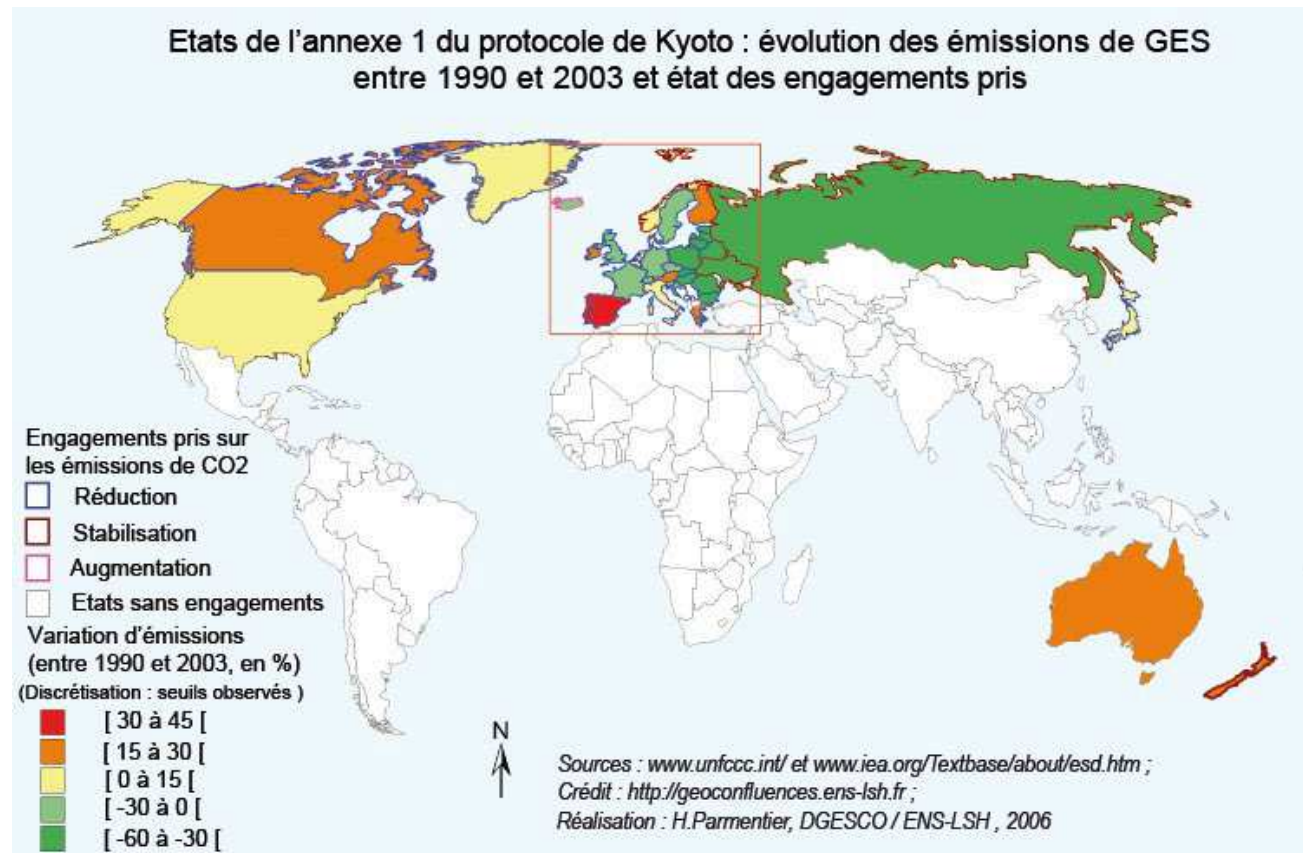 Etats de l'annexe 1 du protocole de Kyoto : évolution des émissions de GES
entre 1990 et 2003 et état des engagements pris
Engagements pris sur
les émissions de CO2
Réduction
Stabilisation
Augmentation
Etats sans engagements
Variation d'émissions
(entre 1990 et 2003, en %)
(Discrétisation : seuils observés )
[ 30 à 45 [
[ 15 à 30 [
[ 0 à 15 [
[ -30 à 0 [
[ -60 à -30 [
N
Sources : www.unfccc.int/ et www.iea.org/Textbase/about/esd.htm ;
Crédit : http://geoconfluences.ens-lsh.fr ;
Réalisation : H.Parmentier, DGESCO / ENS-LSH , 2006